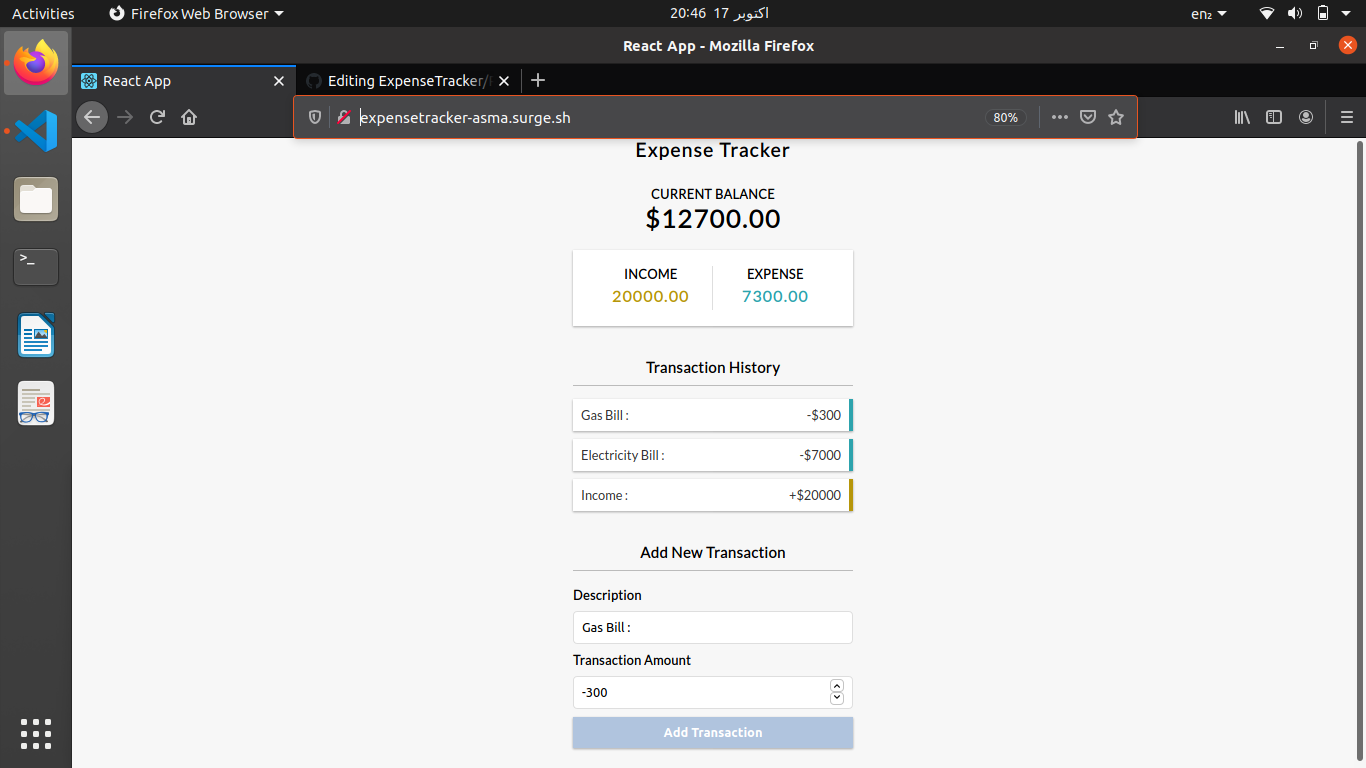 Activities
Firefox Web Browser
اکتوبر 17  20:46
en₂
React App - Mozilla Firefox
React App
Editing ExpenseTracker/
expensetracker-asma.surge.sh
80%
Expense Tracker
CURRENT BALANCE
$12700.00
INCOME
EXPENSE
20000.00
7300.00
Transaction History
Gas Bill :
-$300
Electricity Bill :
-$7000
Income :
+$20000
Add New Transaction
Description
Gas Bill :
Transaction Amount
-300
Add Transaction